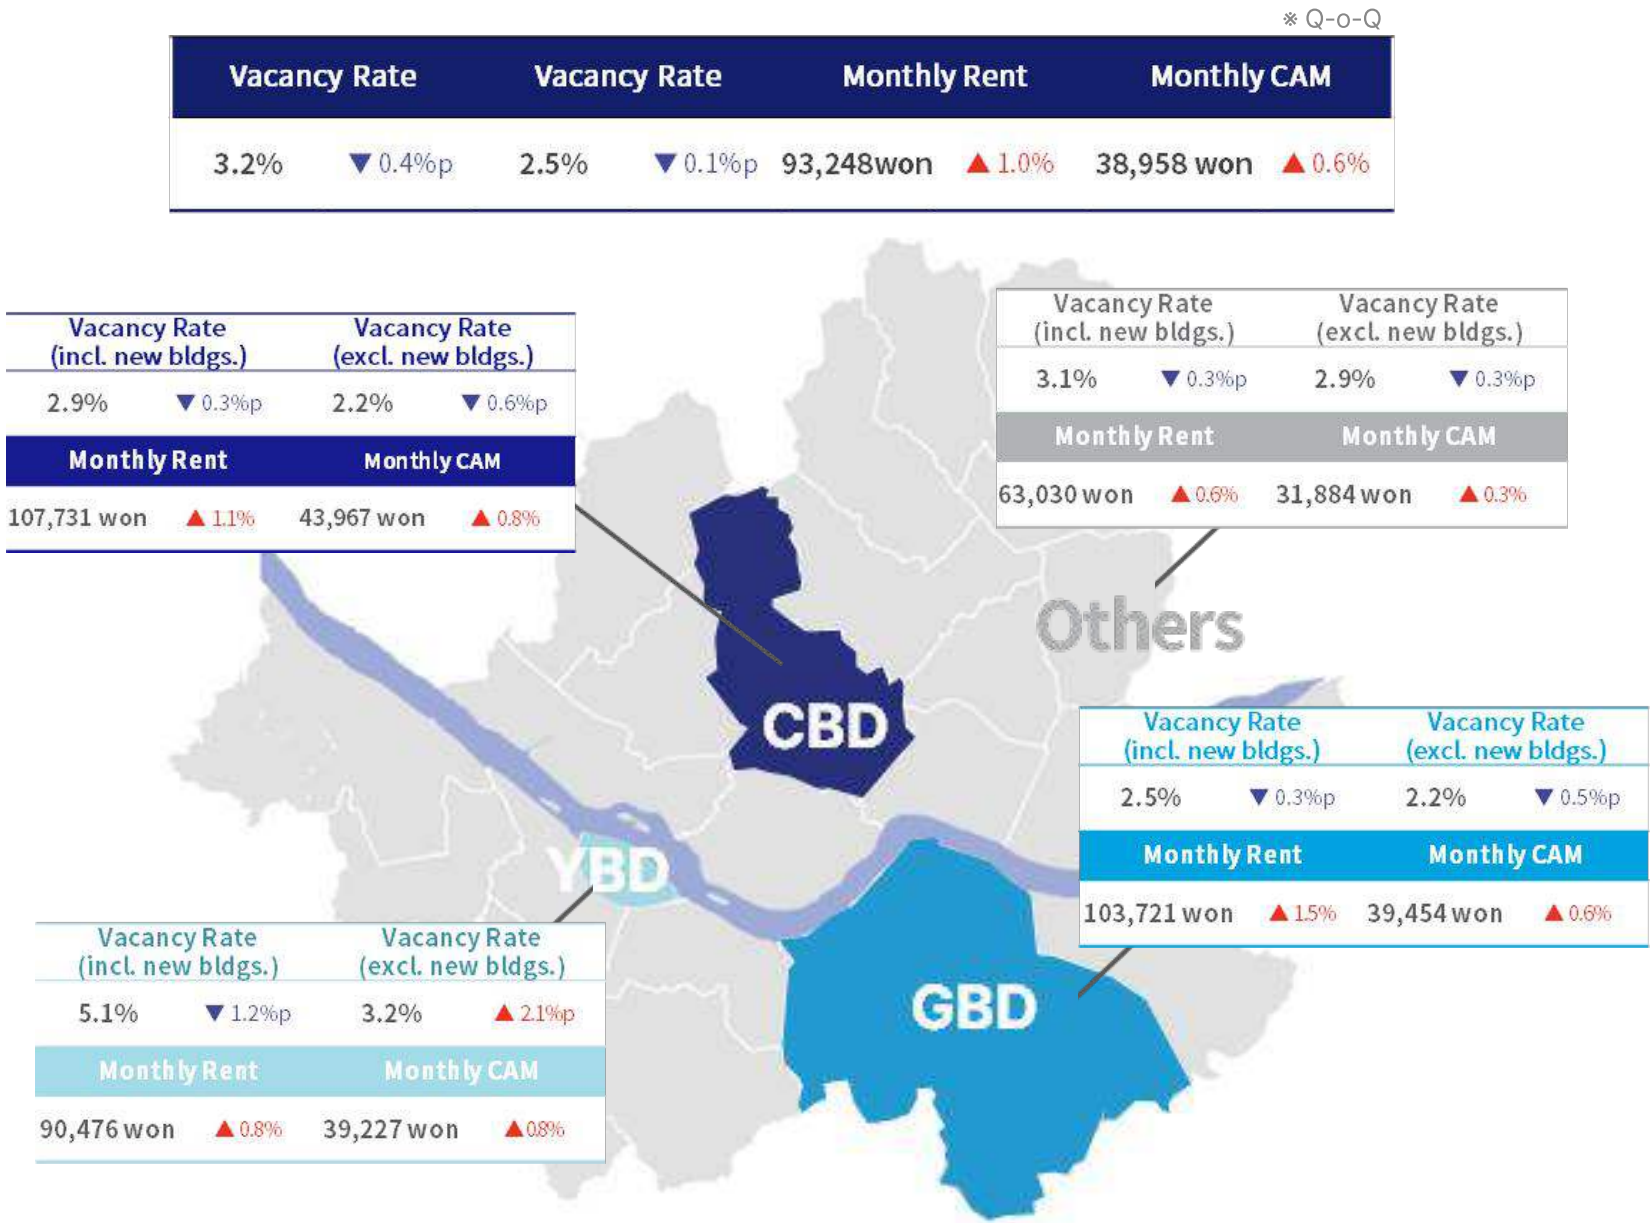 ※ Q-o-Q
Vacancy Rate Vacancy Rate Monthly Rent Monthly CAM
3.2% ▼ 0.4%p 2.5% ▼ 0.1%p 93,248won ▲ 1.0% 38,958 won ▲ 0.6%
Vacancy Rate Vacancy Rate
(incl. new bldgs.) (excl. new bldgs.)
2.9% ▼ 0.3%p 2.2% ▼ 0.6%p
Monthly Rent Monthly CAM
107,731 won ▲ 1.1% 43,967 won ▲ 0.8%
Vacancy Rate Vacancy Rate
(incl. new bldgs.) (excl. new bldgs.)
3.1% ▼ 0.3%p 2.9% ▼ 0.3%p
Monthly Rent Monthly CAM
63,030 won ▲ 0.6% 31,884 won ▲ 0.3%
Others
CBD
Vacancy Rate Vacancy Rate
(incl. new bldgs.) (excl. new bldgs.)
2.5% ▼ 0.3%p 2.2% ▼ 0.5%p
Monthly Rent Monthly CAM
103,721 won ▲ 1.5% 39,454 won ▲ 0.6%
YBD
Vacancy Rate Vacancy Rate
(incl. new bldgs.) (excl. new bldgs.)
5.1% ▼ 1.2%p 3.2% ▲ 2.1%p
Monthly Rent Monthly CAM
90,476 won ▲ 0.8% 39,227 won ▲ 0.8%
GBD